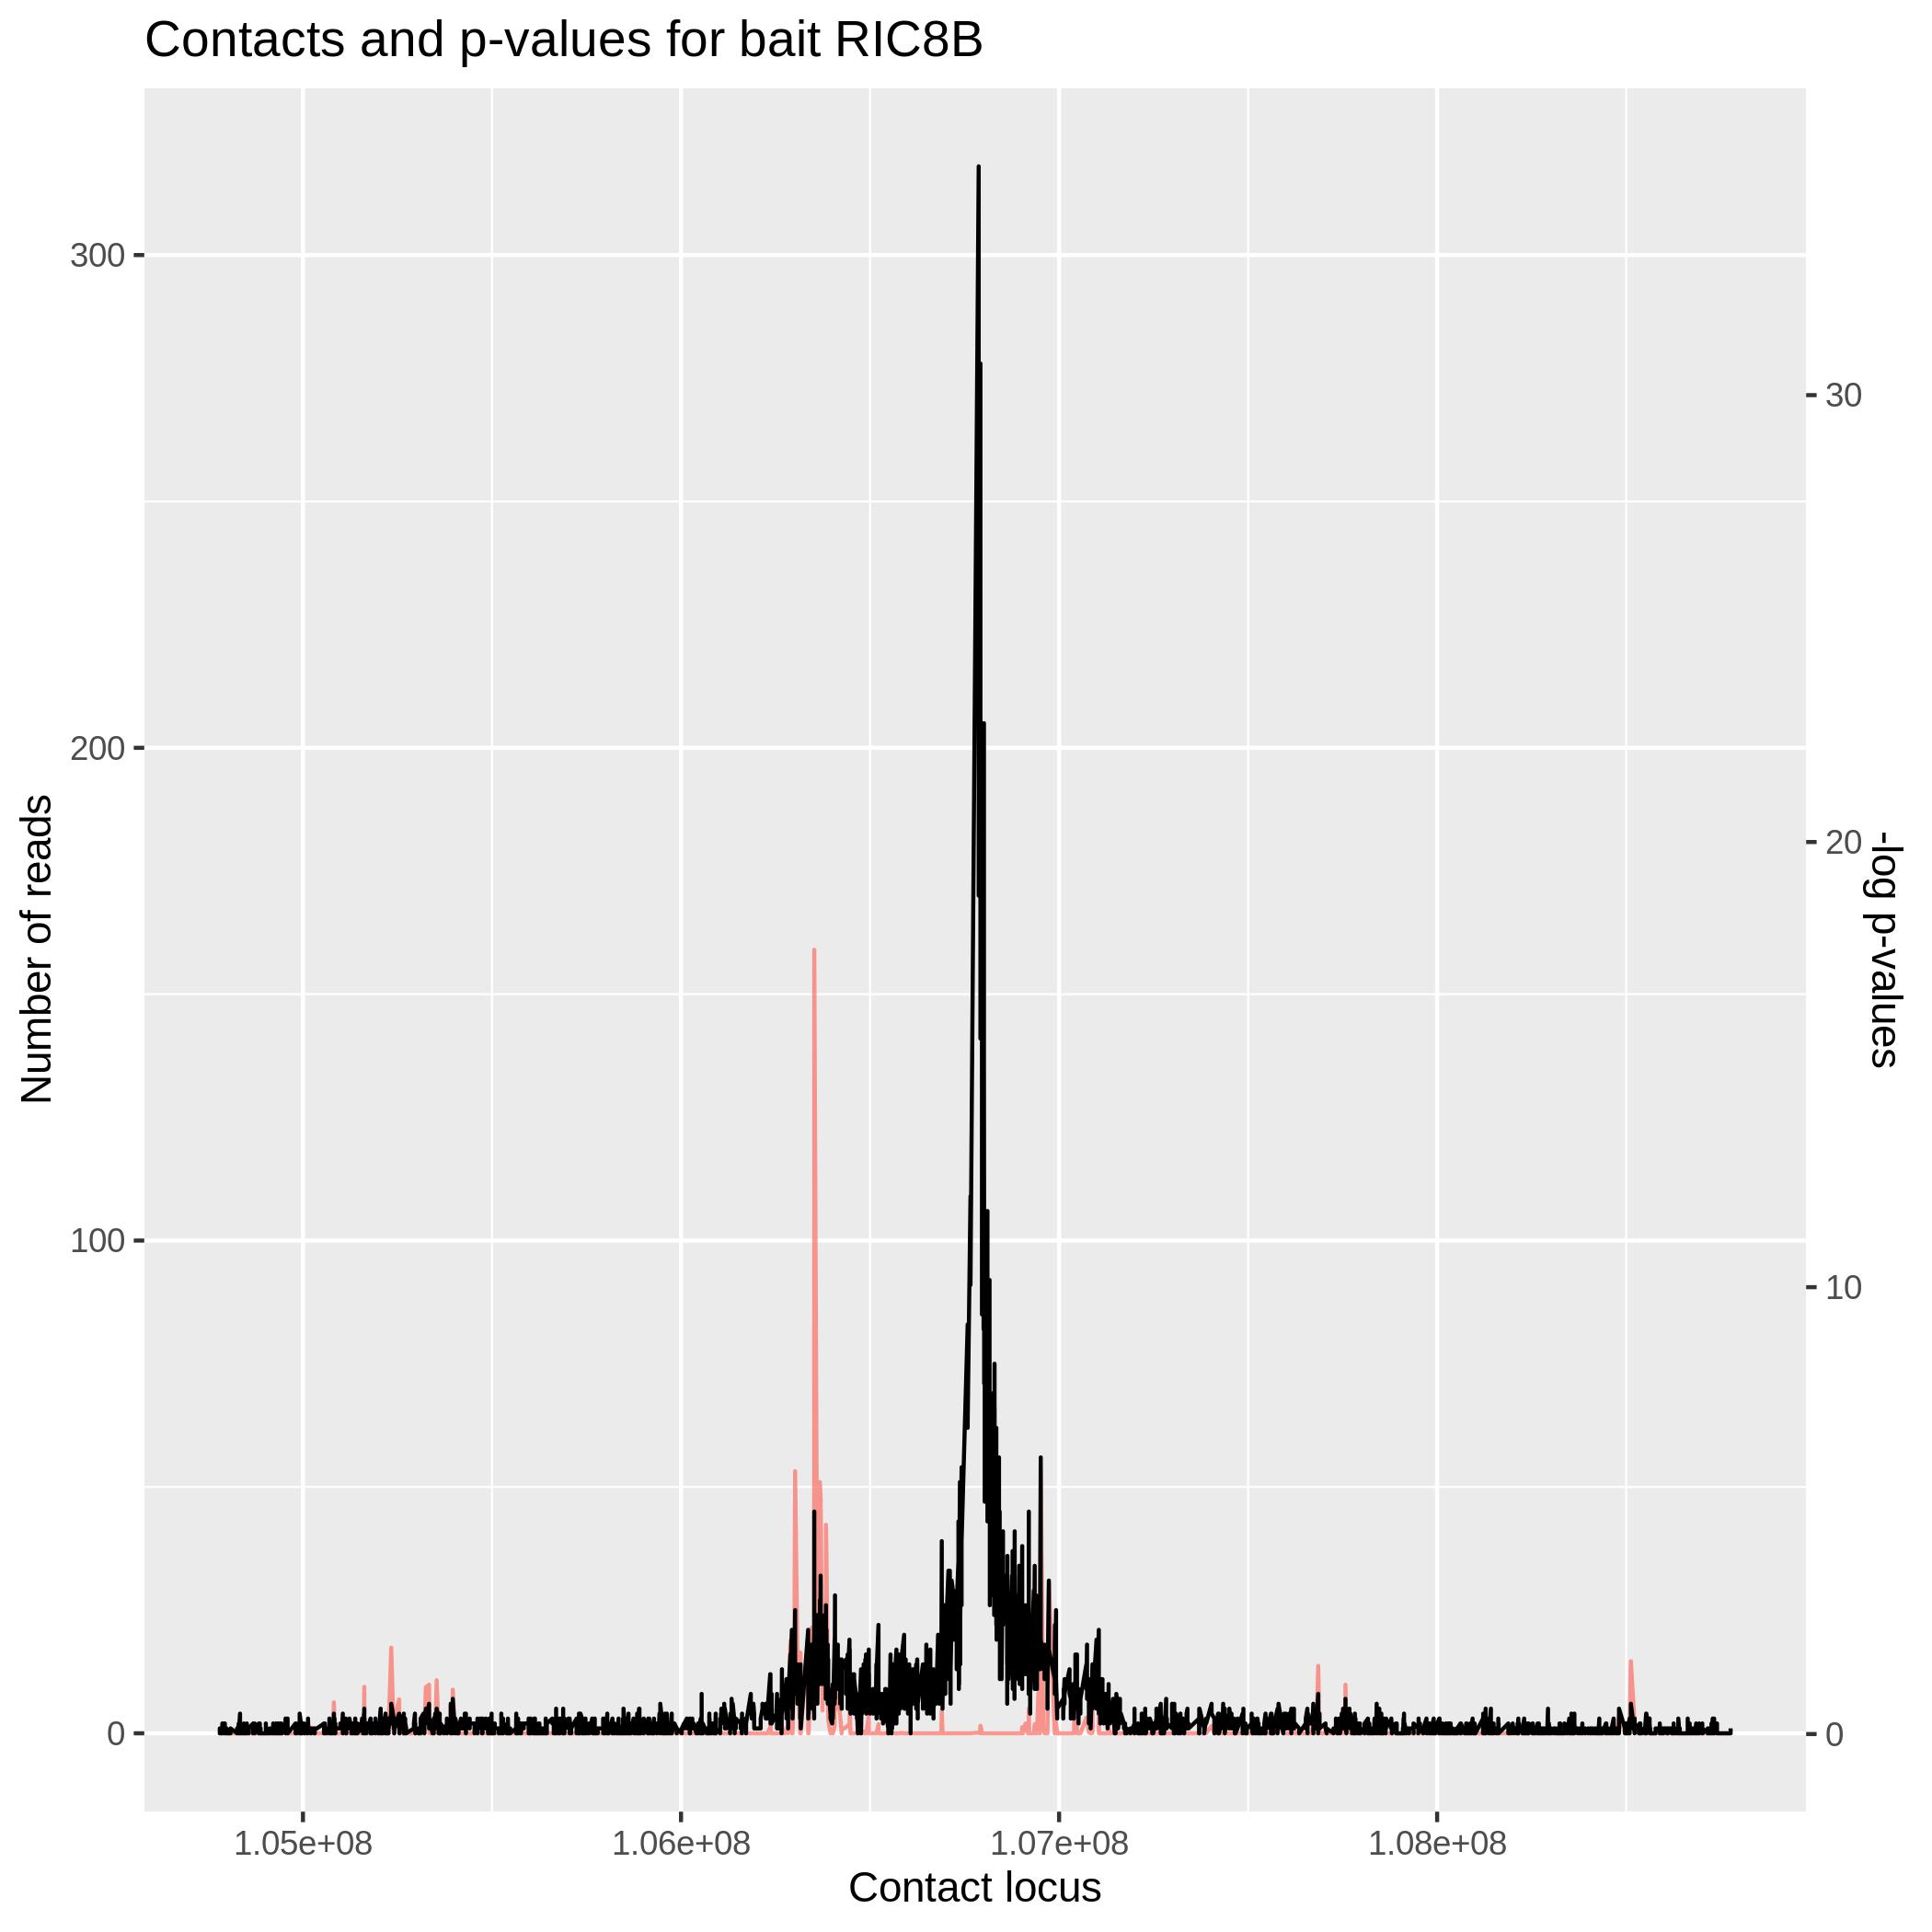 Contacts and p-values for bait RIC8B
300
200
100
0
Number of reads
30
20
10
0
-log p-values
1.05e+08
1.06e+08
1.07e+08
1.08e+08
Contact locus